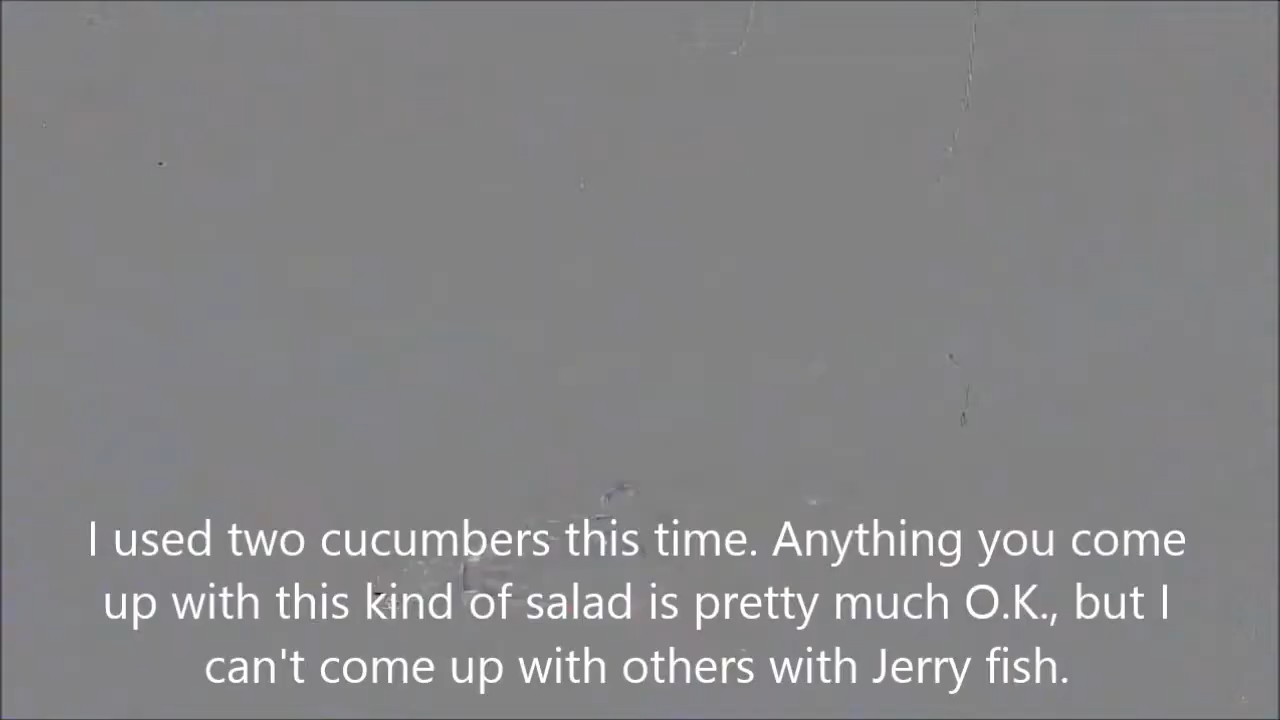 I used two cucumbers this time. Anything you come
up with this kind of salad is pretty much O.K., but I
can't come up with others with Jerry fish.